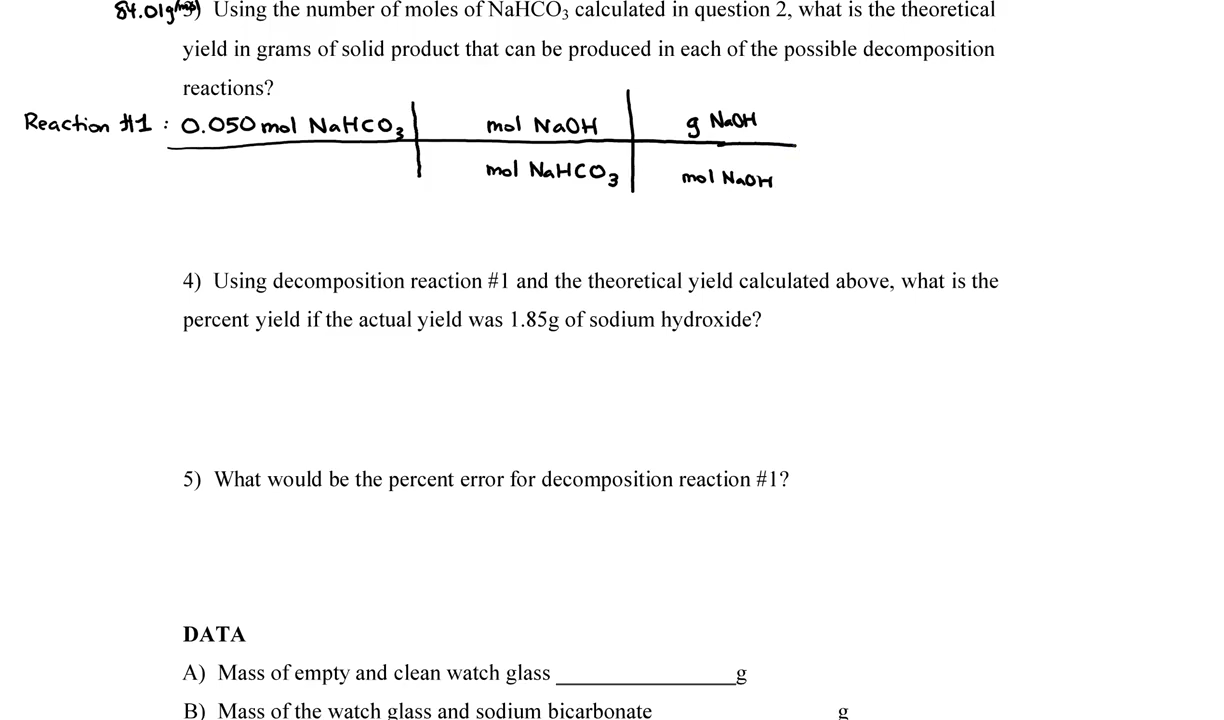 84.01g/mol 3) Using the number of moles of NaHCO₃ calculated in question 2, what is the theoretical
yield in grams of solid product that can be produced in each of the possible decomposition
reactions?
Reaction #1 : 0.050 mol NaHCO₃ mol NaOH g NaOH
mol NaHCO₃ mol NaOH
4) Using decomposition reaction #1 and the theoretical yield calculated above, what is the
percent yield if the actual yield was 1.85g of sodium hydroxide?
5) What would be the percent error for decomposition reaction #1?
DATA
A) Mass of empty and clean watch glass ________________g
B) Mass of the watch glass and sodium bicarbonate ________________g